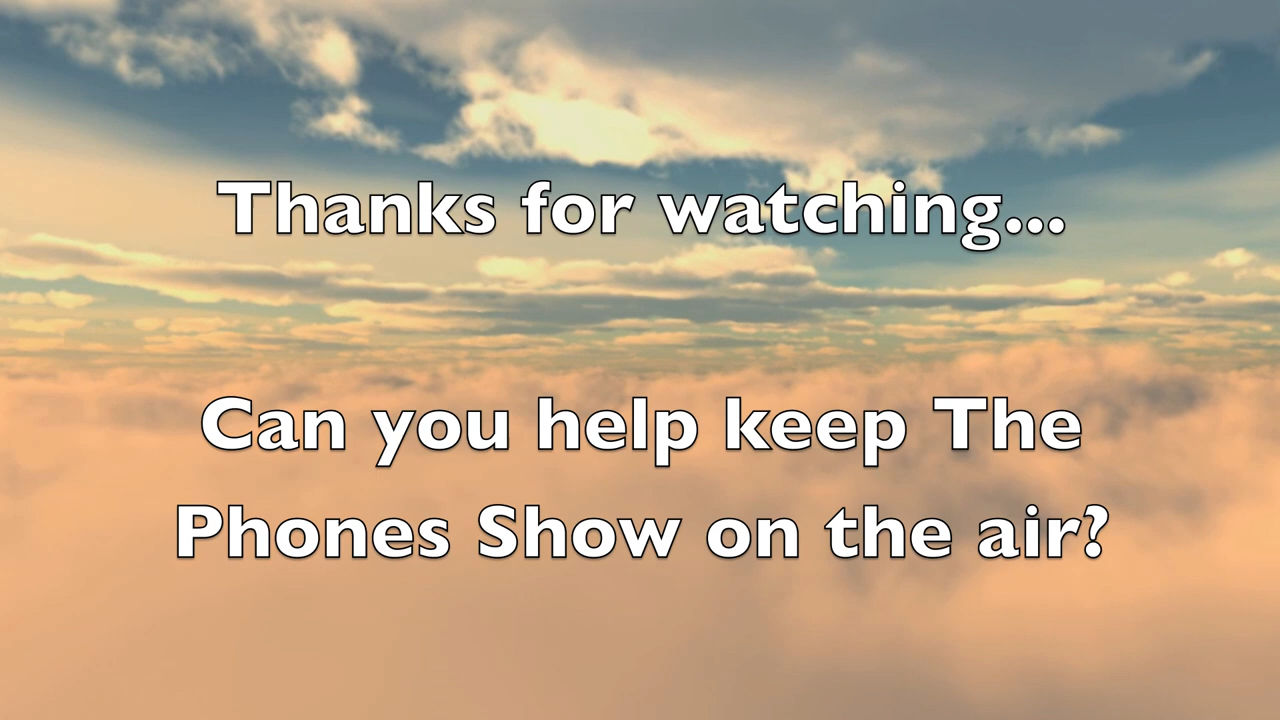 Thanks for watching...
Can you help keep The
Phones Show on the air?